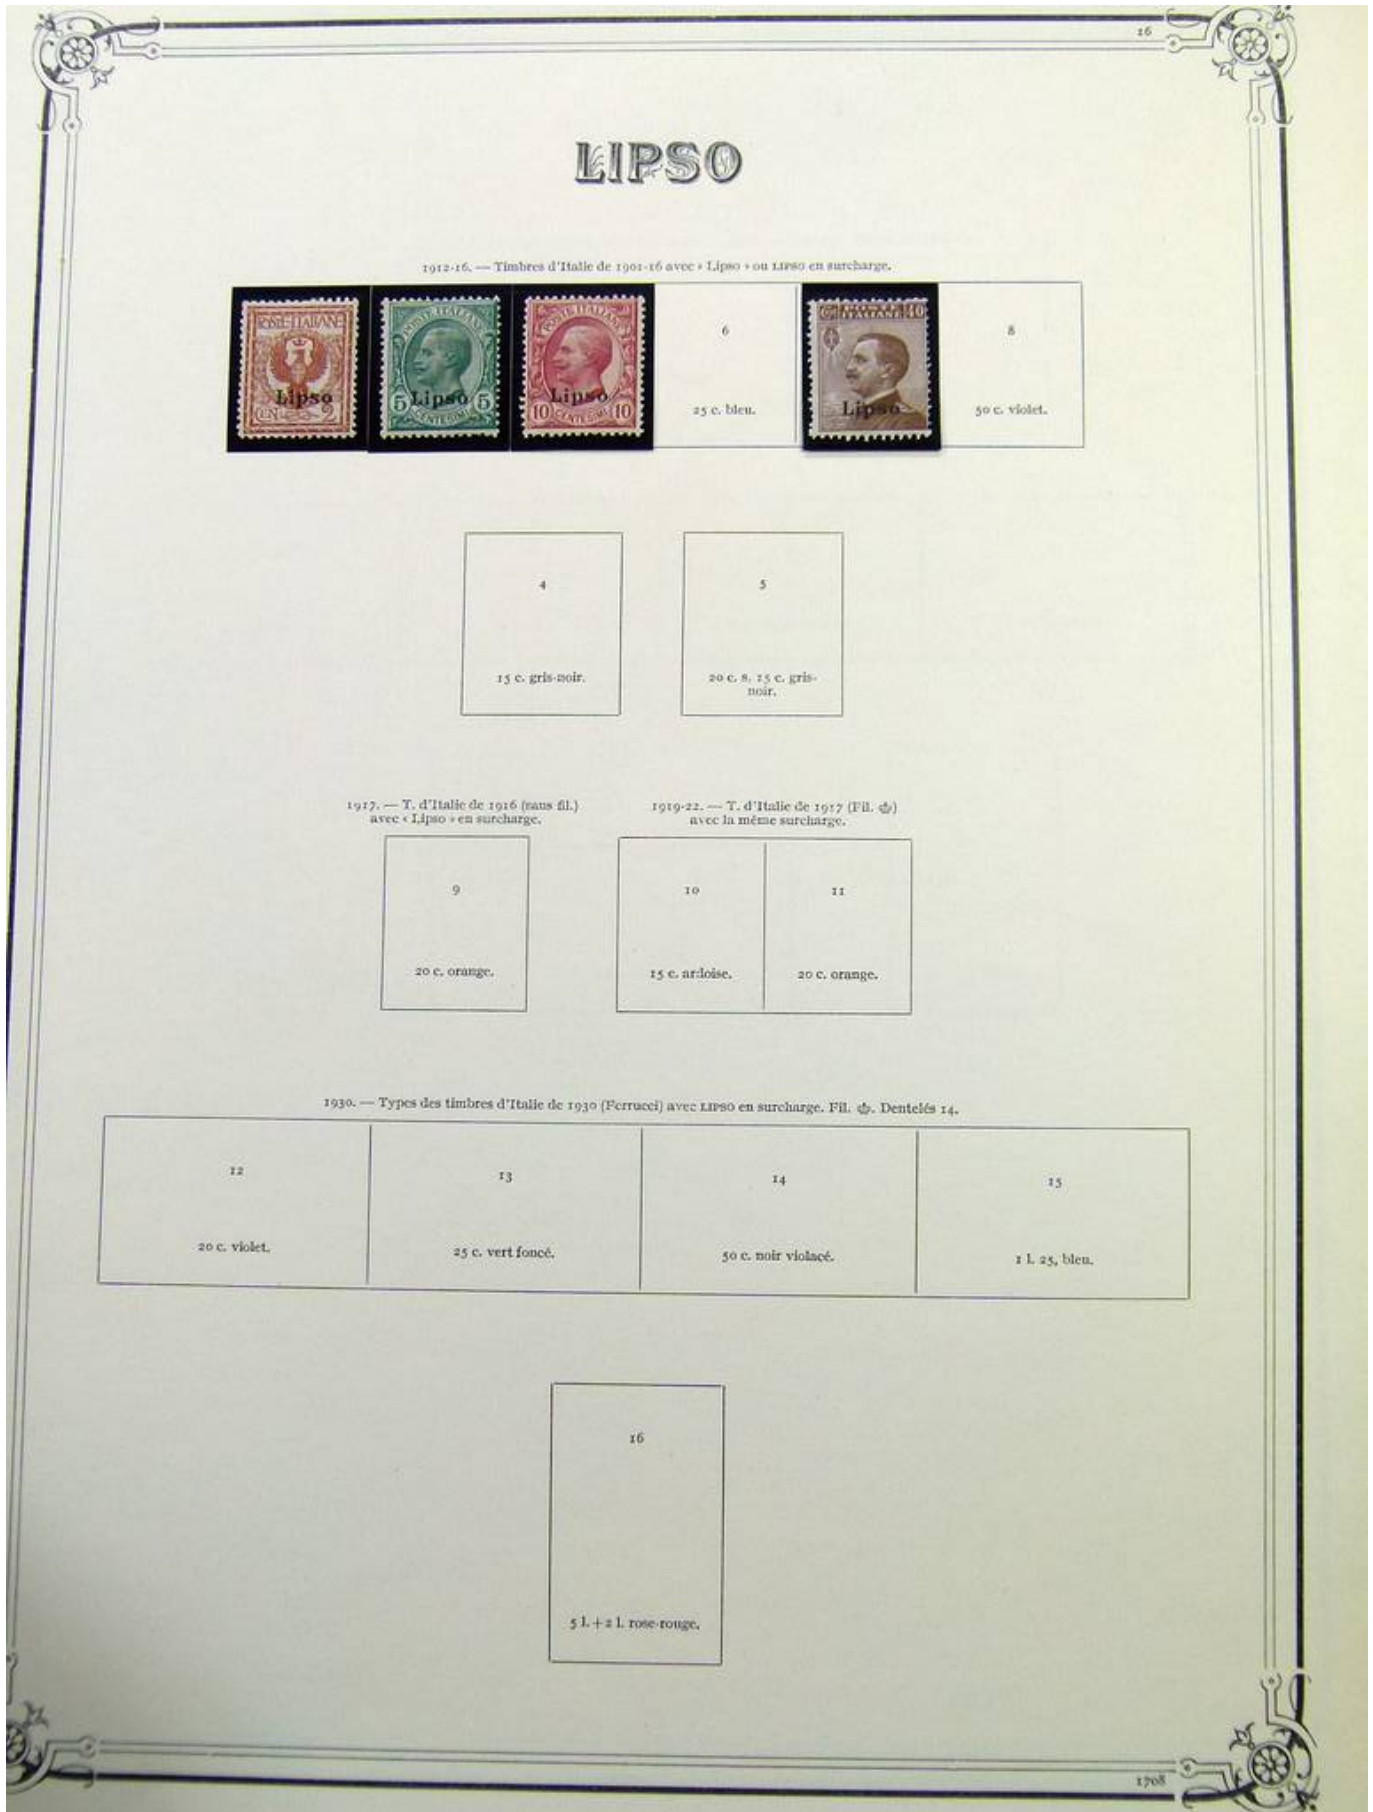 16
LIPSO
1912-16. — Timbres d'Italie de 1901-16 avec « Lipso » ou LIPSO en surcharge.
POSTE ITALIANE
Lipso
CEN 2
POSTE ITALIANE
Lipso
5 5
CENTESIMI
POSTE ITALIANE
Lipso
10 10
CENTESIMI
6
25 c. bleu.
POSTE 40
ITALIANE
Lipso
8
50 c. violet.
4
15 c. gris-noir.
5
20 c. s. 15 c. gris-
noir.
1917. — T. d'Italie de 1916 (sans fil.)
avec « Lipso » en surcharge.
9
20 c. orange.
1919-22. — T. d'Italie de 1917 (Fil. )
avec la même surcharge.
10
15 c. ardoise.
11
20 c. orange.
1930. — Types des timbres d'Italie de 1930 (Ferrucci) avec LIPSO en surcharge. Fil. . Dentelés 14.
12
20 c. violet.
13
25 c. vert foncé.
14
50 c. noir violacé.
15
1 l. 25, bleu.
16
5 l. + 2 l. rose-rouge.
1708